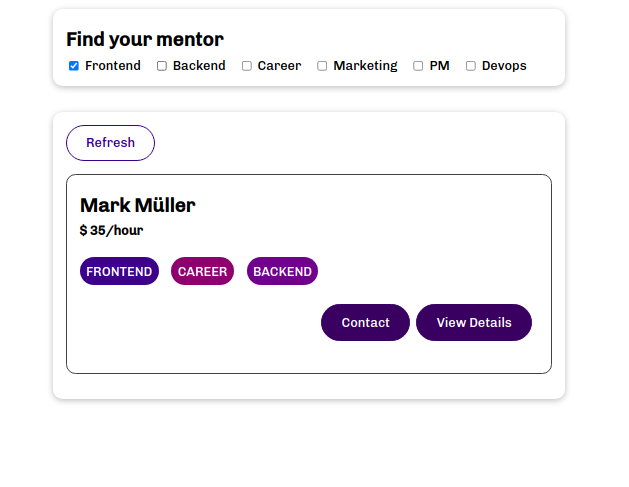 Find your mentor
Frontend Backend Career Marketing PM Devops
Refresh
Mark Müller
$ 35/hour
FRONTEND CAREER BACKEND
Contact View Details